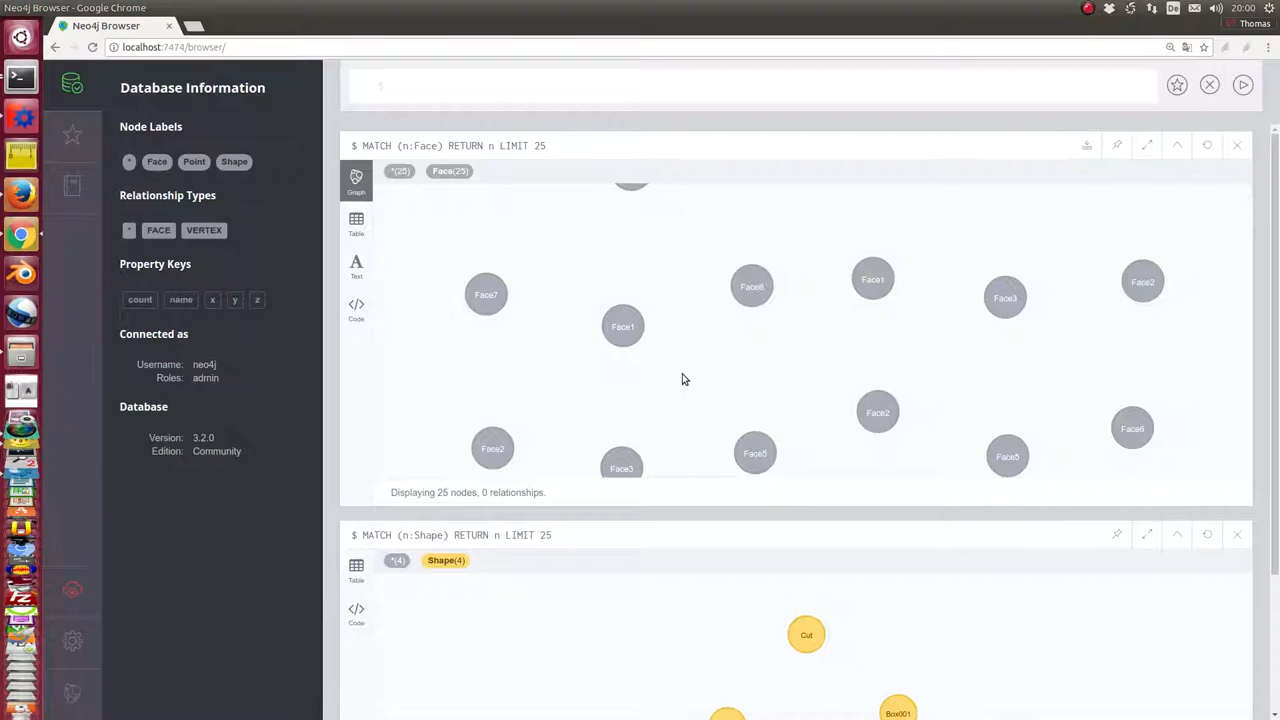 Neo4j Browser - Google Chrome
De
20:00
Neo4j Browser
Thomas
localhost:7474/browser/
Database Information
Node Labels
* Face Point Shape
Relationship Types
* FACE VERTEX
Property Keys
count name x y z
Connected as
Username: neo4j
Roles: admin
Database
Version: 3.2.0
Edition: Community
$
$ MATCH (n:Face) RETURN n LIMIT 25
*(25) Face(25)
Graph
Table
A
Text
</>
Code
Face7
Face1
Face6
Face1
Face3
Face2
Face2
Face3
Face5
Face2
Face5
Face6
Displaying 25 nodes, 0 relationships.
$ MATCH (n:Shape) RETURN n LIMIT 25
*(4) Shape(4)
Table
</>
Code
Cut
Box001